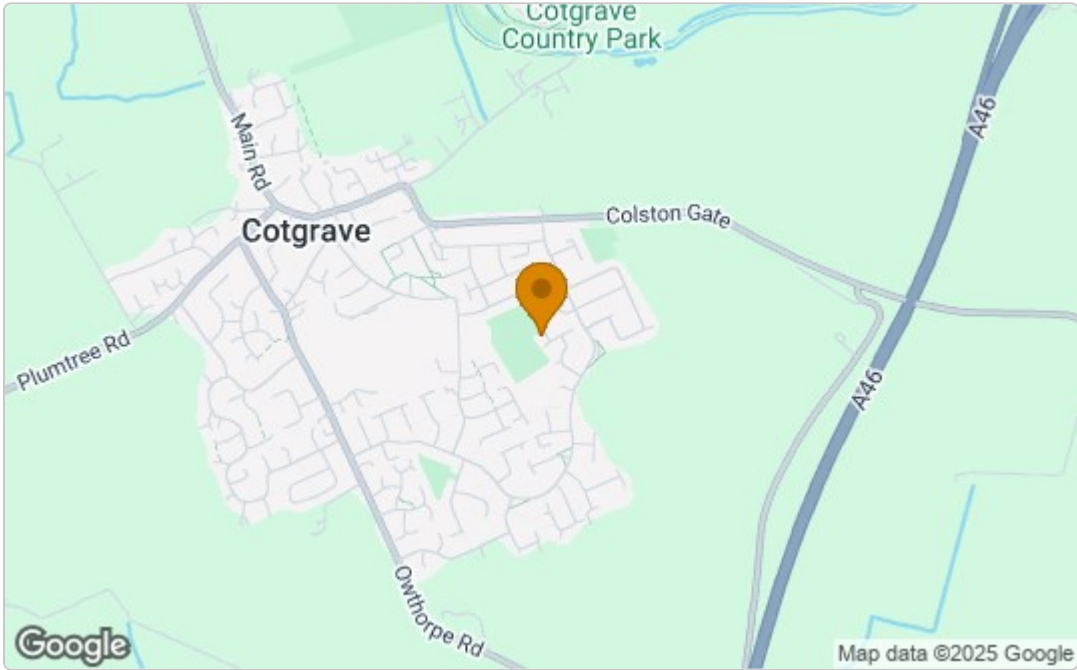 Cotgrave
Country Park
A46
Main Rd
Colston Gate
Cotgrave
Plumtree Rd
A46
Owthorpe Rd
Google
Map data ©2025 Google